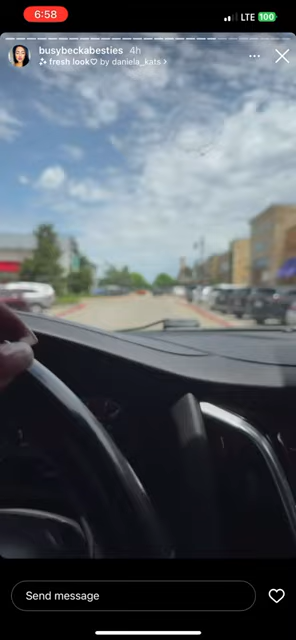 6:58
LTE 100
busybeckabesties 4h
fresh look♡ by daniela_kats >
Send message